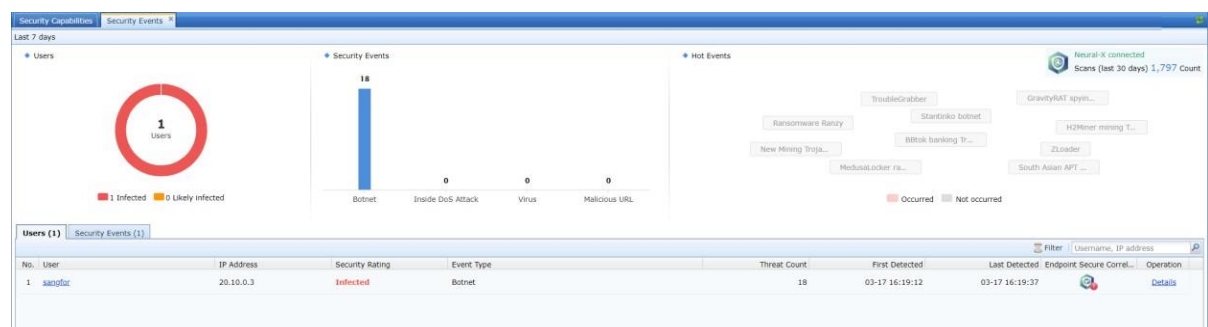 Security Capabilities Security Events
Last 7 days
Users
Security Events
Hot Events
Neural-X connected
Scans (last 30 days) 1,797 Count
18
TroubleGrabber
GravityRAT spyin...
1
Users
Ransomware Ranzy
Stantinko botnet
H2Miner mining T...
New Mining Troja...
BBtok banking Tr...
ZLoader
MedusaLocker ra...
South Asian APT ...
0 0 0
1 Infected 0 Likely infected
Botnet Inside DoS Attack Virus Malicious URL
Occurred Not occurred
Users (1) Security Events (1)
Filter Username, IP address
No. User IP Address Security Rating Event Type Threat Count First Detected Last Detected Endpoint Secure Correl... Operation
1 sangfor 20.10.0.3 Infected Botnet 18 03-17 16:19:12 03-17 16:19:37 Details